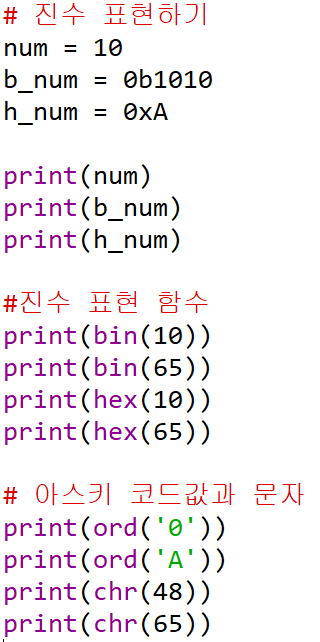 # 진수 표현하기
num = 10
b_num = 0b1010
h_num = 0xA
print(num)
print(b_num)
print(h_num)
#진수 표현 함수
print(bin(10))
print(bin(65))
print(hex(10))
print(hex(65))
# 아스키 코드값과 문자
print(ord('0'))
print(ord('A'))
print(chr(48))
print(chr(65))